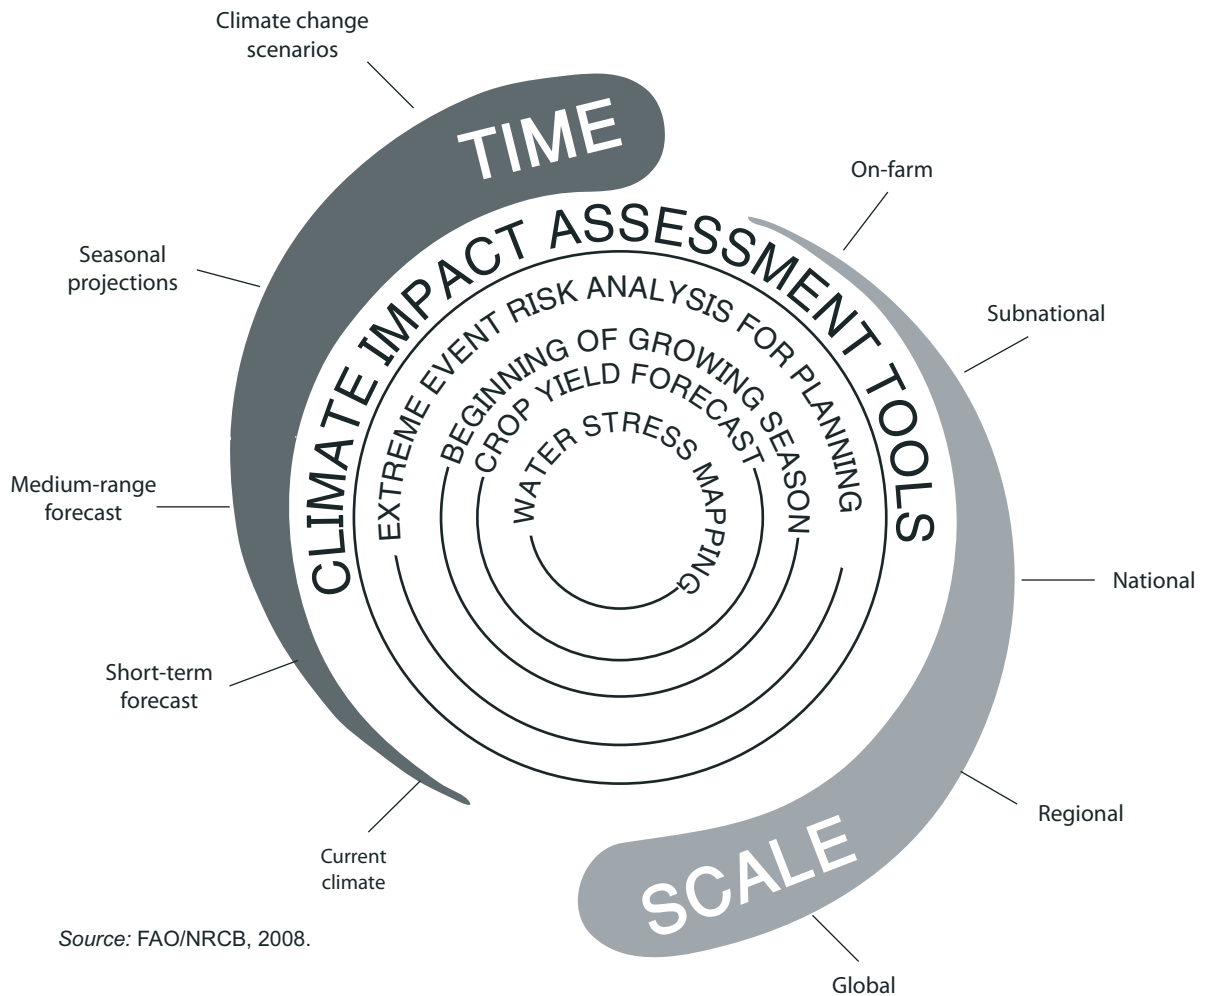 Climate change
scenarios
TIME
On-farm
CLIMATE IMPACT ASSESSMENT TOOLS
Seasonal
projections
EXTREME EVENT RISK ANALYSIS FOR PLANNING
Subnational
BEGINNING OF GROWING SEASON
CROP YIELD FORECAST
WATER STRESS MAPPING
Medium-range
forecast
National
Short-term
forecast
Regional
Current
climate
SCALE
Source: FAO/NRCB, 2008.
Global